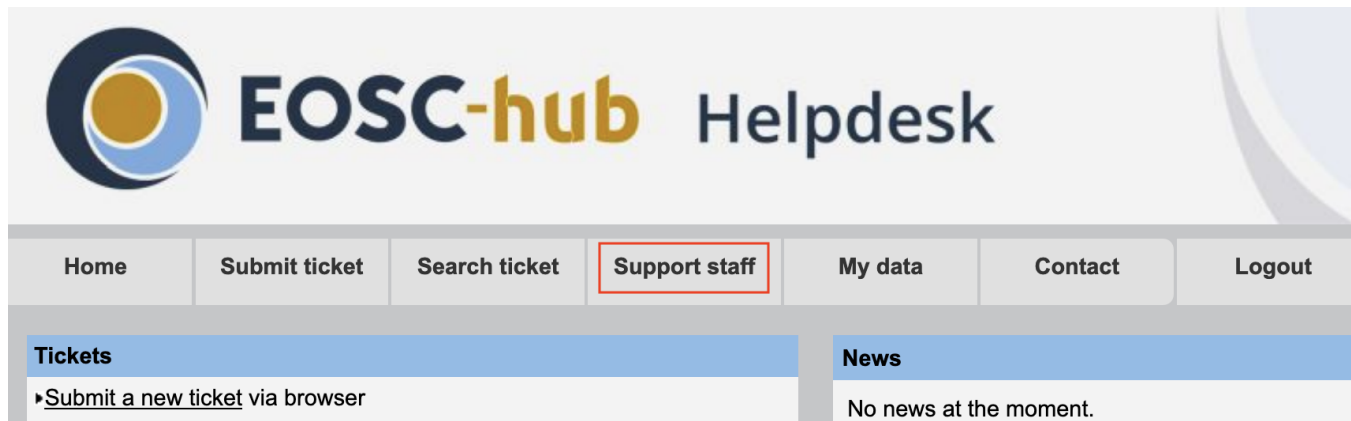 EOSC-hub Helpdesk
Home Submit ticket Search ticket Support staff My data Contact Logout
Tickets
Submit a new ticket via browser
News
No news at the moment.